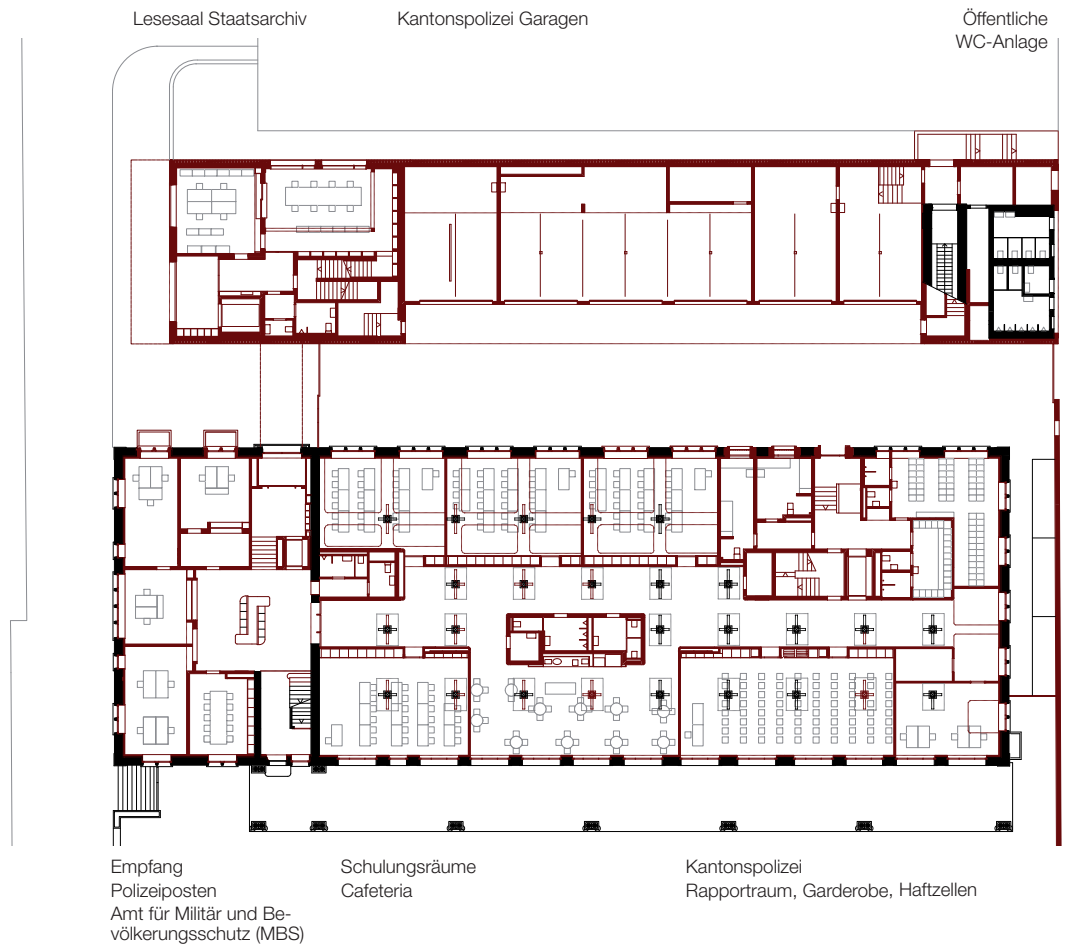 Lesesaal Staatsarchiv
Kantonspolizei Garagen
Öffentliche
WC-Anlage
Empfang
Polizeiposten
Amt für Militär und Be-
völkerungsschutz (MBS)
Schulungsräume
Cafeteria
Kantonspolizei
Rapportraum, Garderobe, Haftzellen